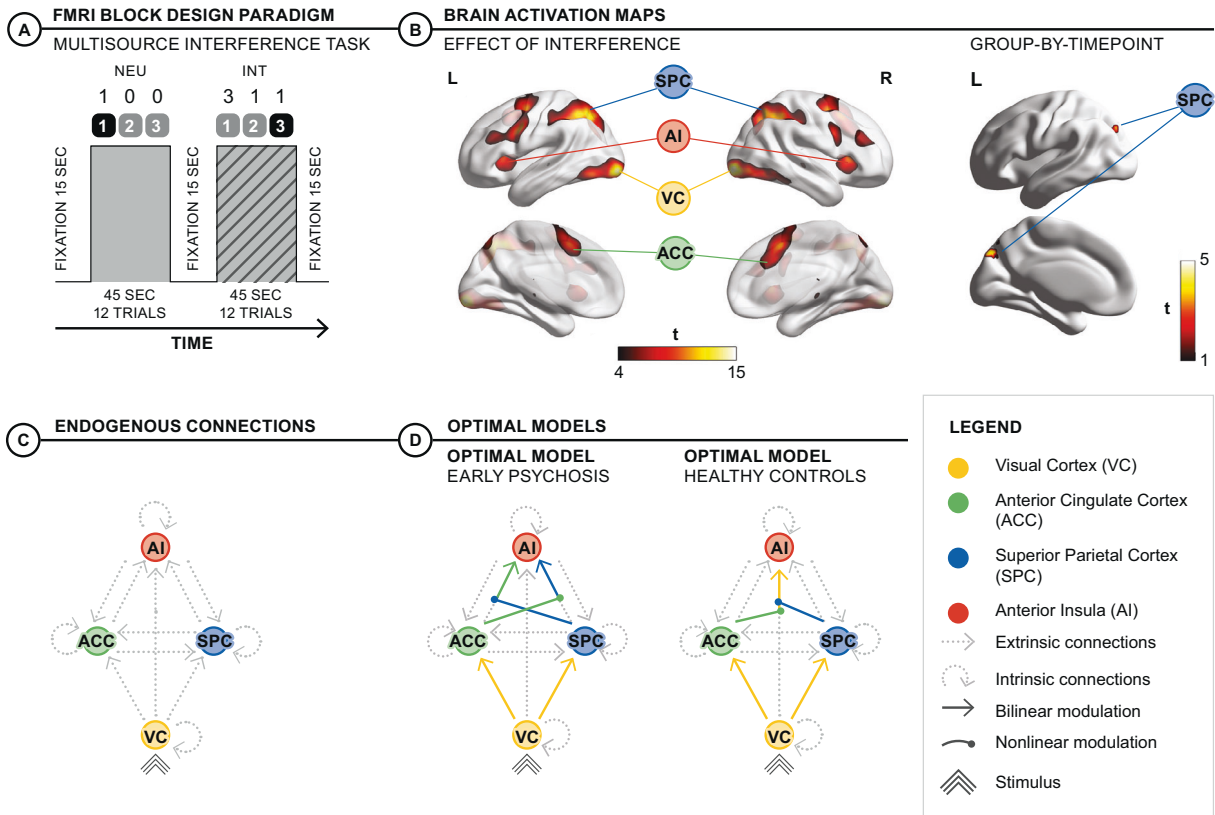 A
FMRI BLOCK DESIGN PARADIGM
MULTISOURCE INTERFERENCE TASK
NEU
INT
1 0 0
3 1 1
1 2 3
1 2 3
FIXATION 15 SEC
FIXATION 15 SEC
FIXATION 15 SEC
45 SEC
12 TRIALS
45 SEC
12 TRIALS
TIME
B
BRAIN ACTIVATION MAPS
EFFECT OF INTERFERENCE
L
R
SPC
AI
VC
ACC
t
4
15
GROUP-BY-TIMEPOINT
L
SPC
5
t
1
C
ENDOGENOUS CONNECTIONS
AI
ACC
SPC
VC
D
OPTIMAL MODELS
OPTIMAL MODEL
EARLY PSYCHOSIS
AI
ACC
SPC
VC
OPTIMAL MODEL
HEALTHY CONTROLS
AI
ACC
SPC
VC
LEGEND
Visual Cortex (VC)
Anterior Cingulate Cortex
(ACC)
Superior Parietal Cortex
(SPC)
Anterior Insula (AI)
Extrinsic connections
Intrinsic connections
Bilinear modulation
Nonlinear modulation
Stimulus